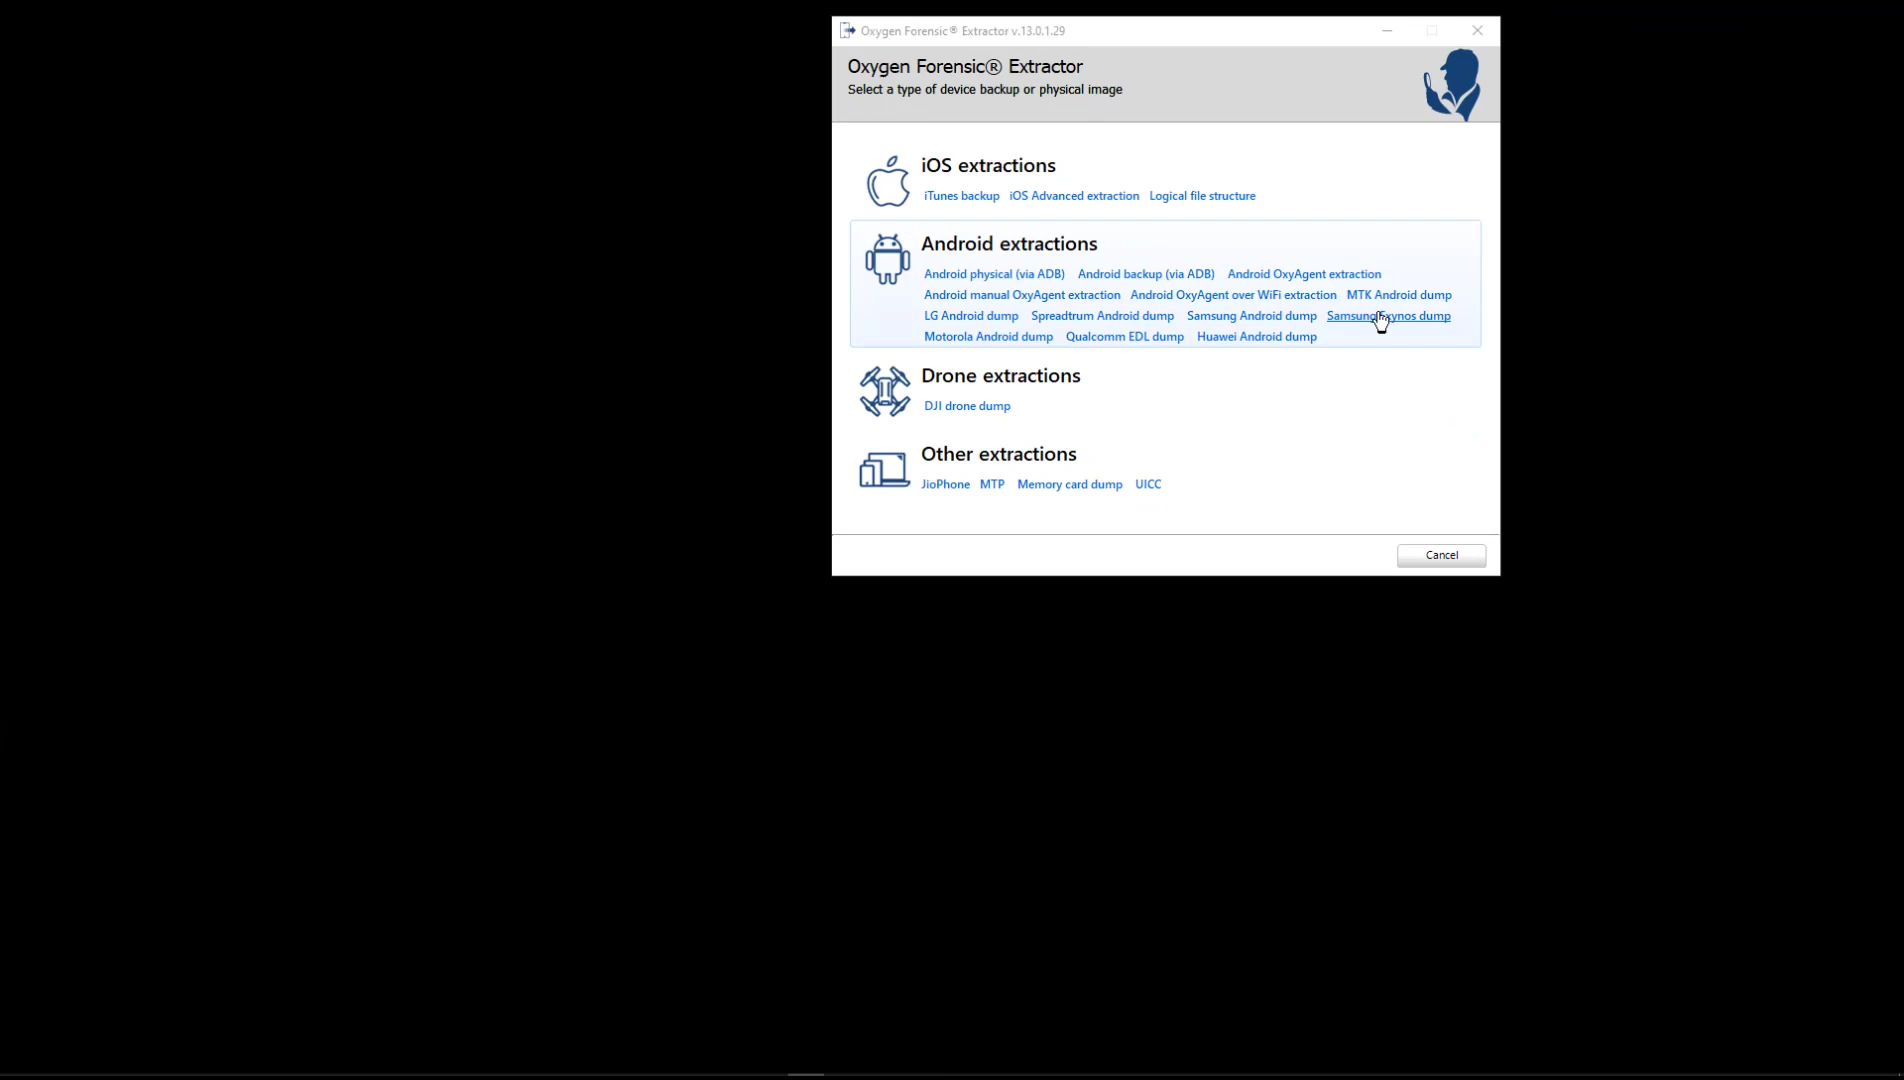 Oxygen Forensic® Extractor v.13.0.1.29
Oxygen Forensic® Extractor
Select a type of device backup or physical image
iOS extractions
iTunes backup iOS Advanced extraction Logical file structure
Android extractions
Android physical (via ADB) Android backup (via ADB) Android OxyAgent extraction
Android manual OxyAgent extraction Android OxyAgent over WiFi extraction MTK Android dump
LG Android dump Spreadtrum Android dump Samsung Android dump Samsung Exynos dump
Motorola Android dump Qualcomm EDL dump Huawei Android dump
Drone extractions
DJI drone dump
Other extractions
JioPhone MTP Memory card dump UICC
Cancel